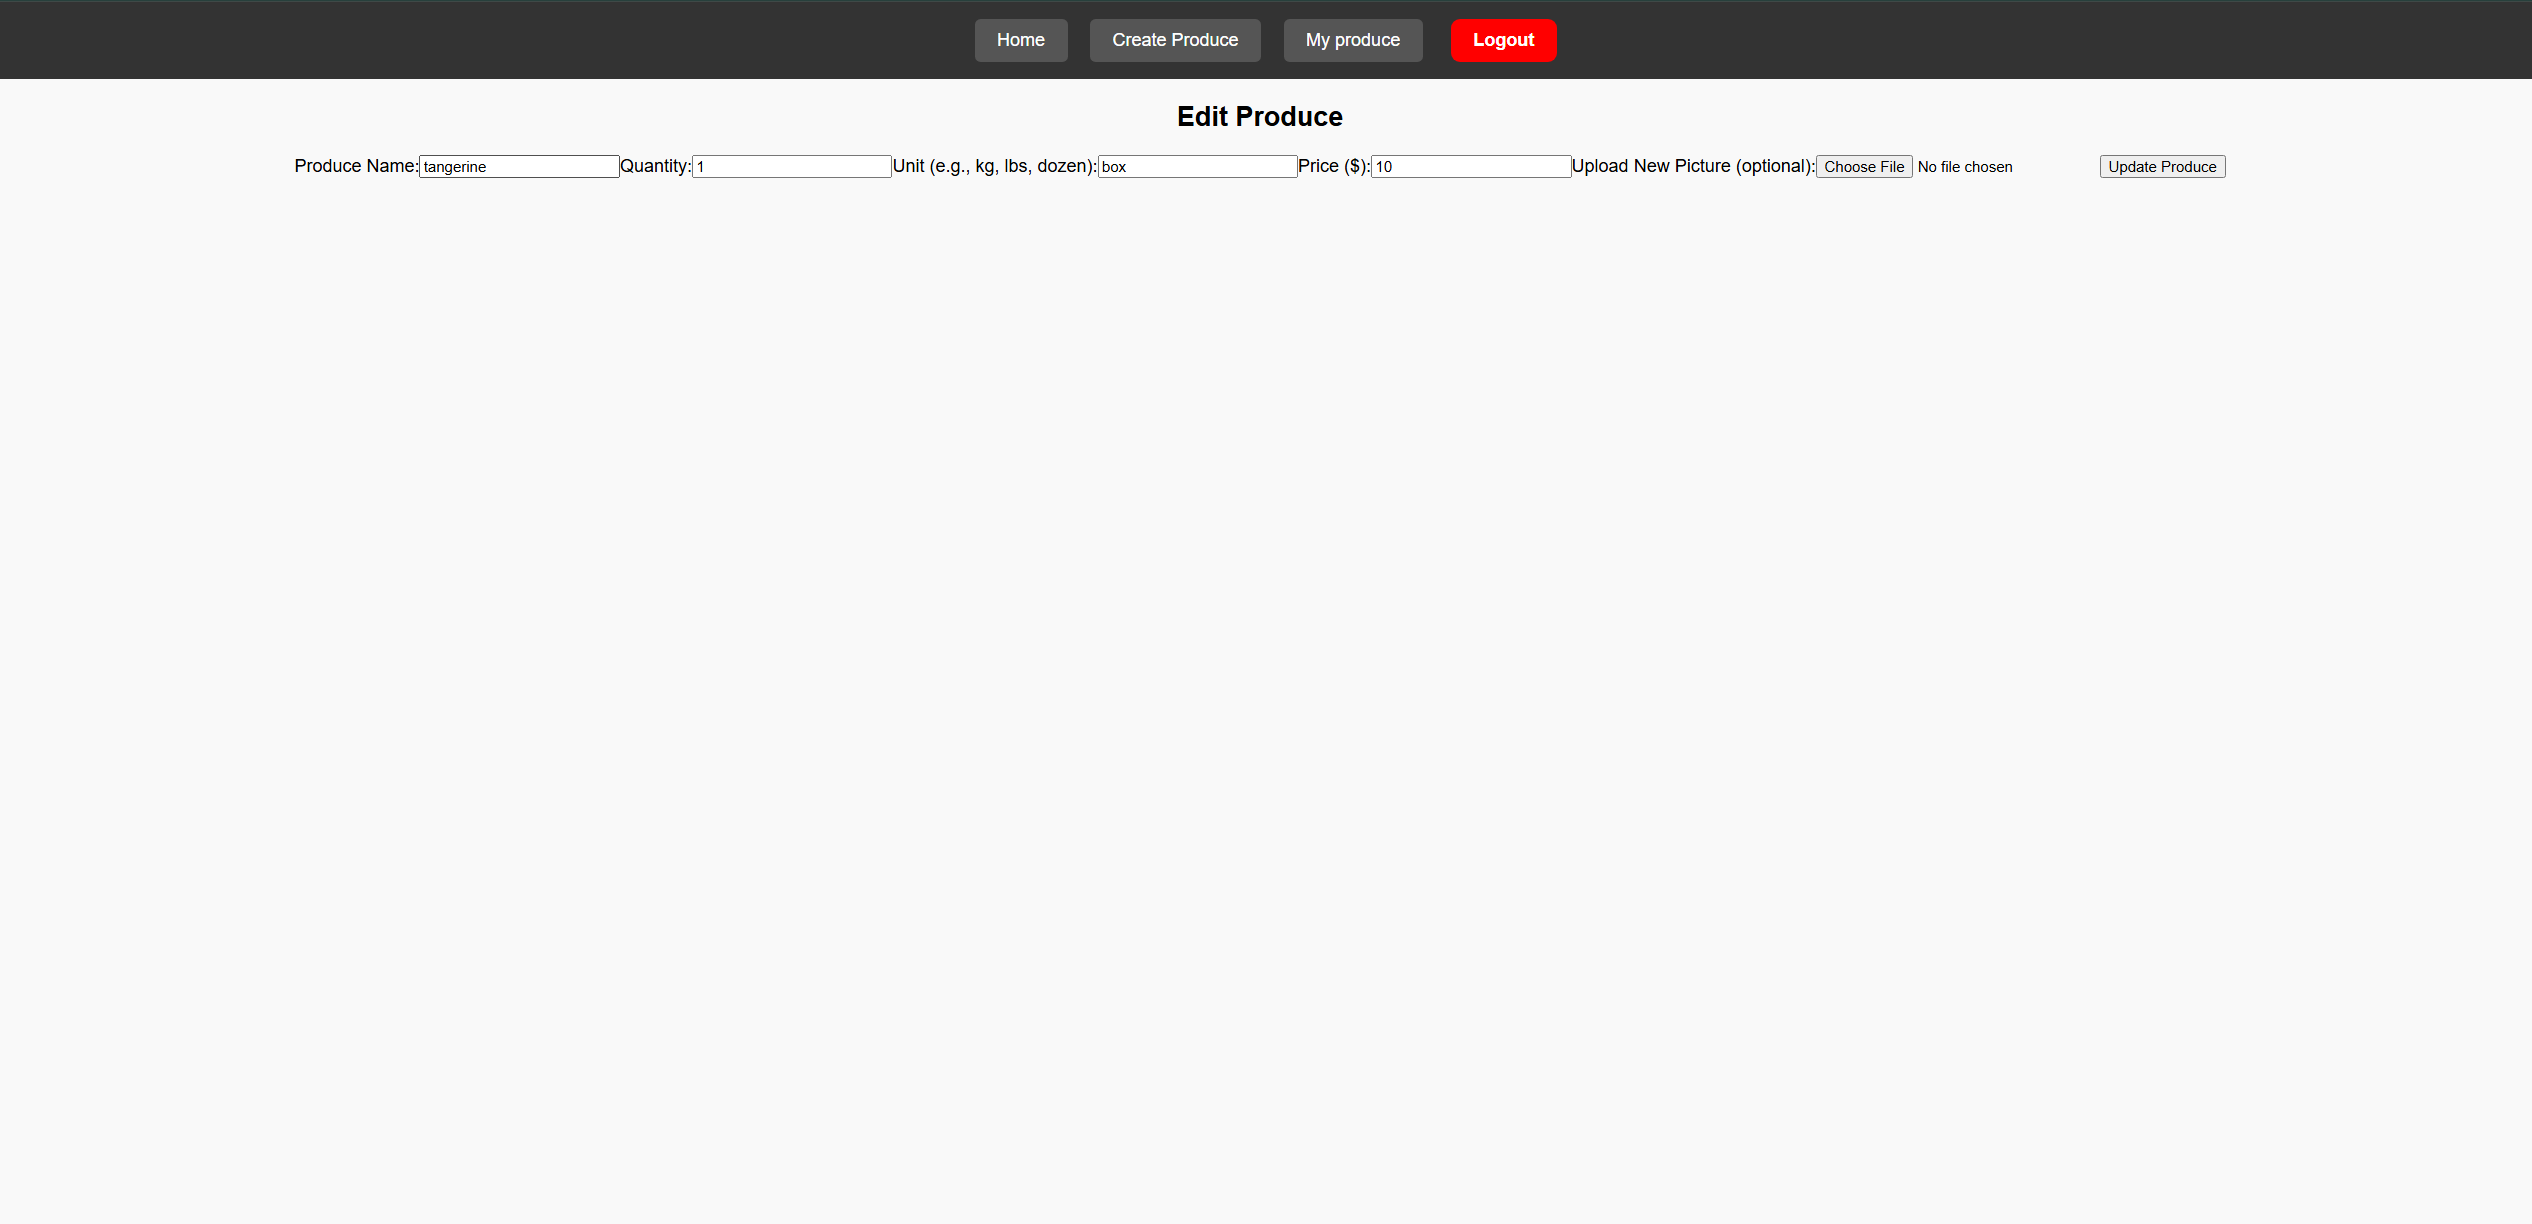 Home Create Produce My produce Logout
Edit Produce
Produce Name: tangerine Quantity: 1 Unit (e.g., kg, lbs, dozen): box Price ($): 10 Upload New Picture (optional): Choose File No file chosen Update Produce